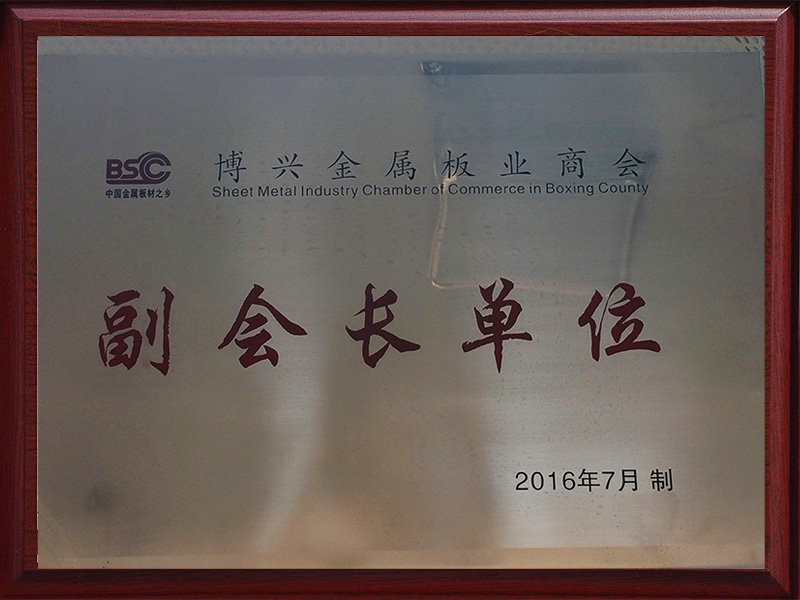 BSCC
中国金属板材之乡
博兴金属板业商会
Sheet Metal Industry Chamber of Commerce in Boxing County
副会长单位
2016年7月 制